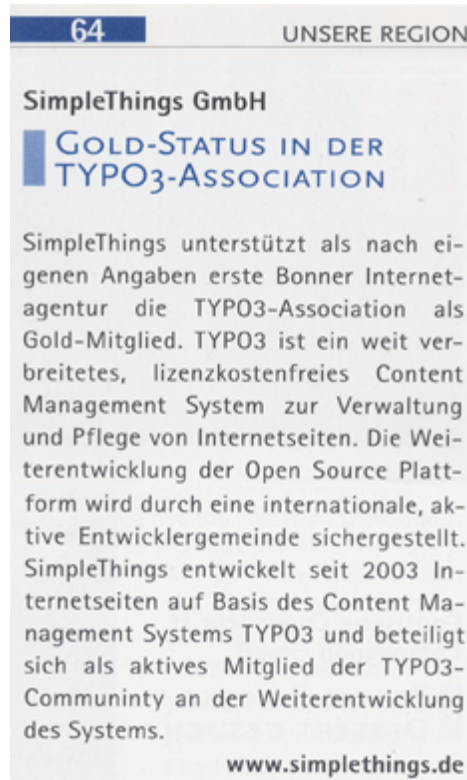 64 UNSERE REGION
SimpleThings GmbH
GOLD-STATUS IN DER
TYPO3-ASSOCIATION
SimpleThings unterstützt als nach ei-
genen Angaben erste Bonner Internet-
agentur die TYPO3-Association als
Gold-Mitglied. TYPO3 ist ein weit ver-
breitetes, lizenzkostenfreies Content
Management System zur Verwaltung
und Pflege von Internetseiten. Die Wei-
terentwicklung der Open Source Platt-
form wird durch eine internationale, ak-
tive Entwicklergemeinde sichergestellt.
SimpleThings entwickelt seit 2003 In-
ternetseiten auf Basis des Content Ma-
nagement Systems TYPO3 und beteiligt
sich als aktives Mitglied der TYPO3-
Communinty an der Weiterentwicklung
des Systems.
www.simplethings.de